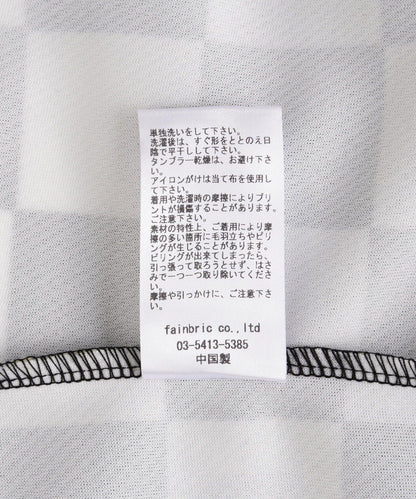 単独洗いをして下さい。
洗濯後は、すぐ形をととのえ日
陰で平干しして下さい。
タンブラー乾燥は、お避け下さ
い。
アイロンがけは当て布を使用し
て下さい。
着用や洗濯時の摩擦によりプリ
ントが損傷することがあります。
ご注意下さい。
素材の特性上、ご着用により摩
擦の多い箇所に毛羽立ちやピリ
ングが生じることがあります。
ピリングが出来てしまったら、
引っ張って取ろうとせず、はさ
みで一つ一つ取り除いてくださ
い。
摩擦や引っかけに、ご注意下さ
い。
fainbric co.,ltd
03-5413-5385
中国製